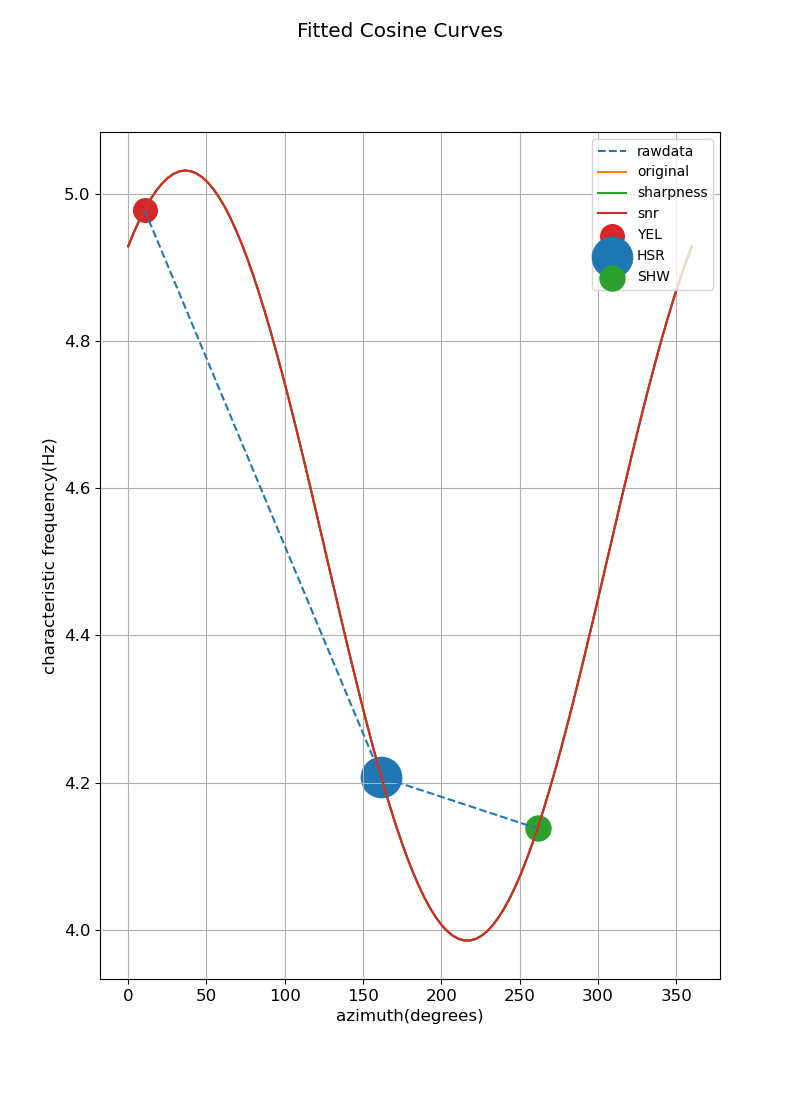 Fitted Cosine Curves
rawdata
original
sharpness
snr
YEL
HSR
SHW
5.0
4.8
4.6
4.4
4.2
4.0
characteristic frequency(Hz)
0 50 100 150 200 250 300 350
azimuth(degrees)